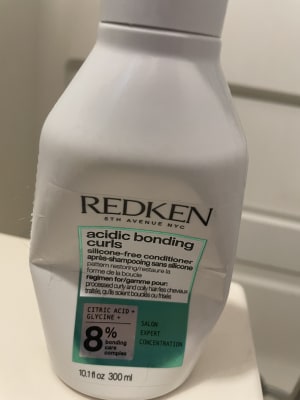 REDKEN
5TH AVENUE NYC
acidic bonding
curls
silicone-free conditioner
après-shampooing sans silicone
pattern restoring/restaure la
forme de la boucle
regimen for/gamme pour:
processed curly and coily hair/les cheveux
traités, qu'ils soient bouclés ou frisés
CITRIC ACID +
GLYCINE +
8%
bonding
care
complex
SALON
EXPERT
CONCENTRATION
10.1 fl oz 300 ml